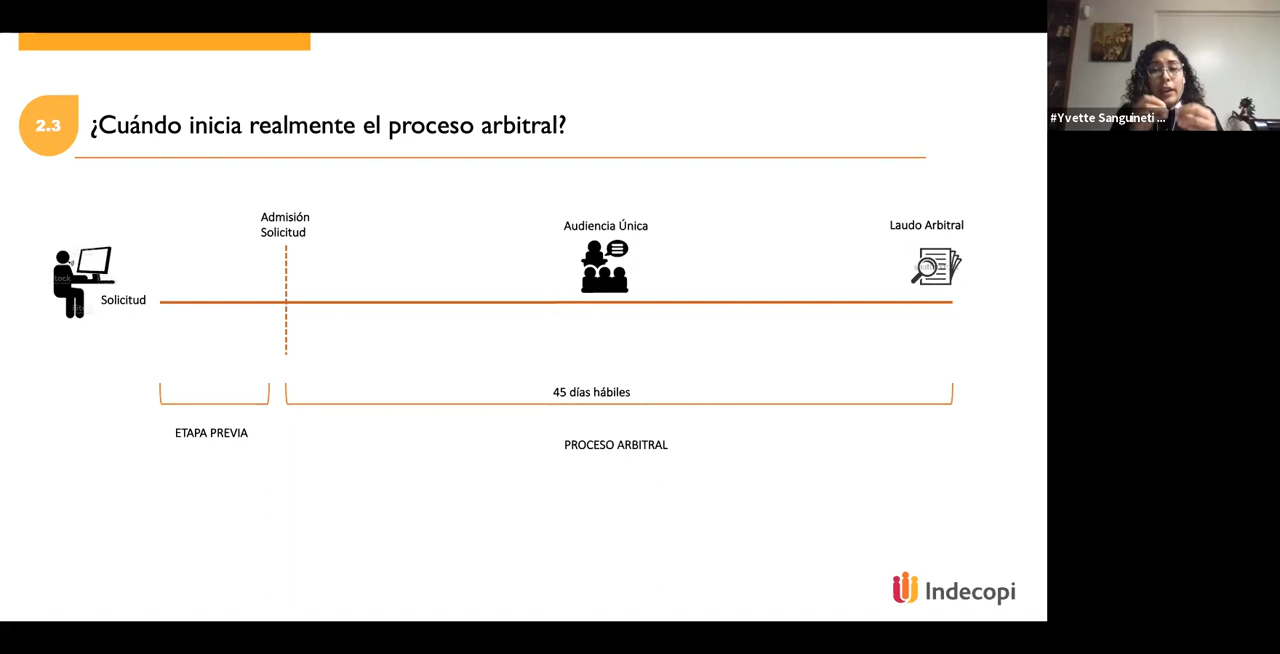 2.3
¿Cuándo inicia realmente el proceso arbitral?
#Yvette Sanguineti ...
Admisión
Solicitud
Audiencia Única
Laudo Arbitral
Solicitud
45 días hábiles
ETAPA PREVIA
PROCESO ARBITRAL
Indecopi